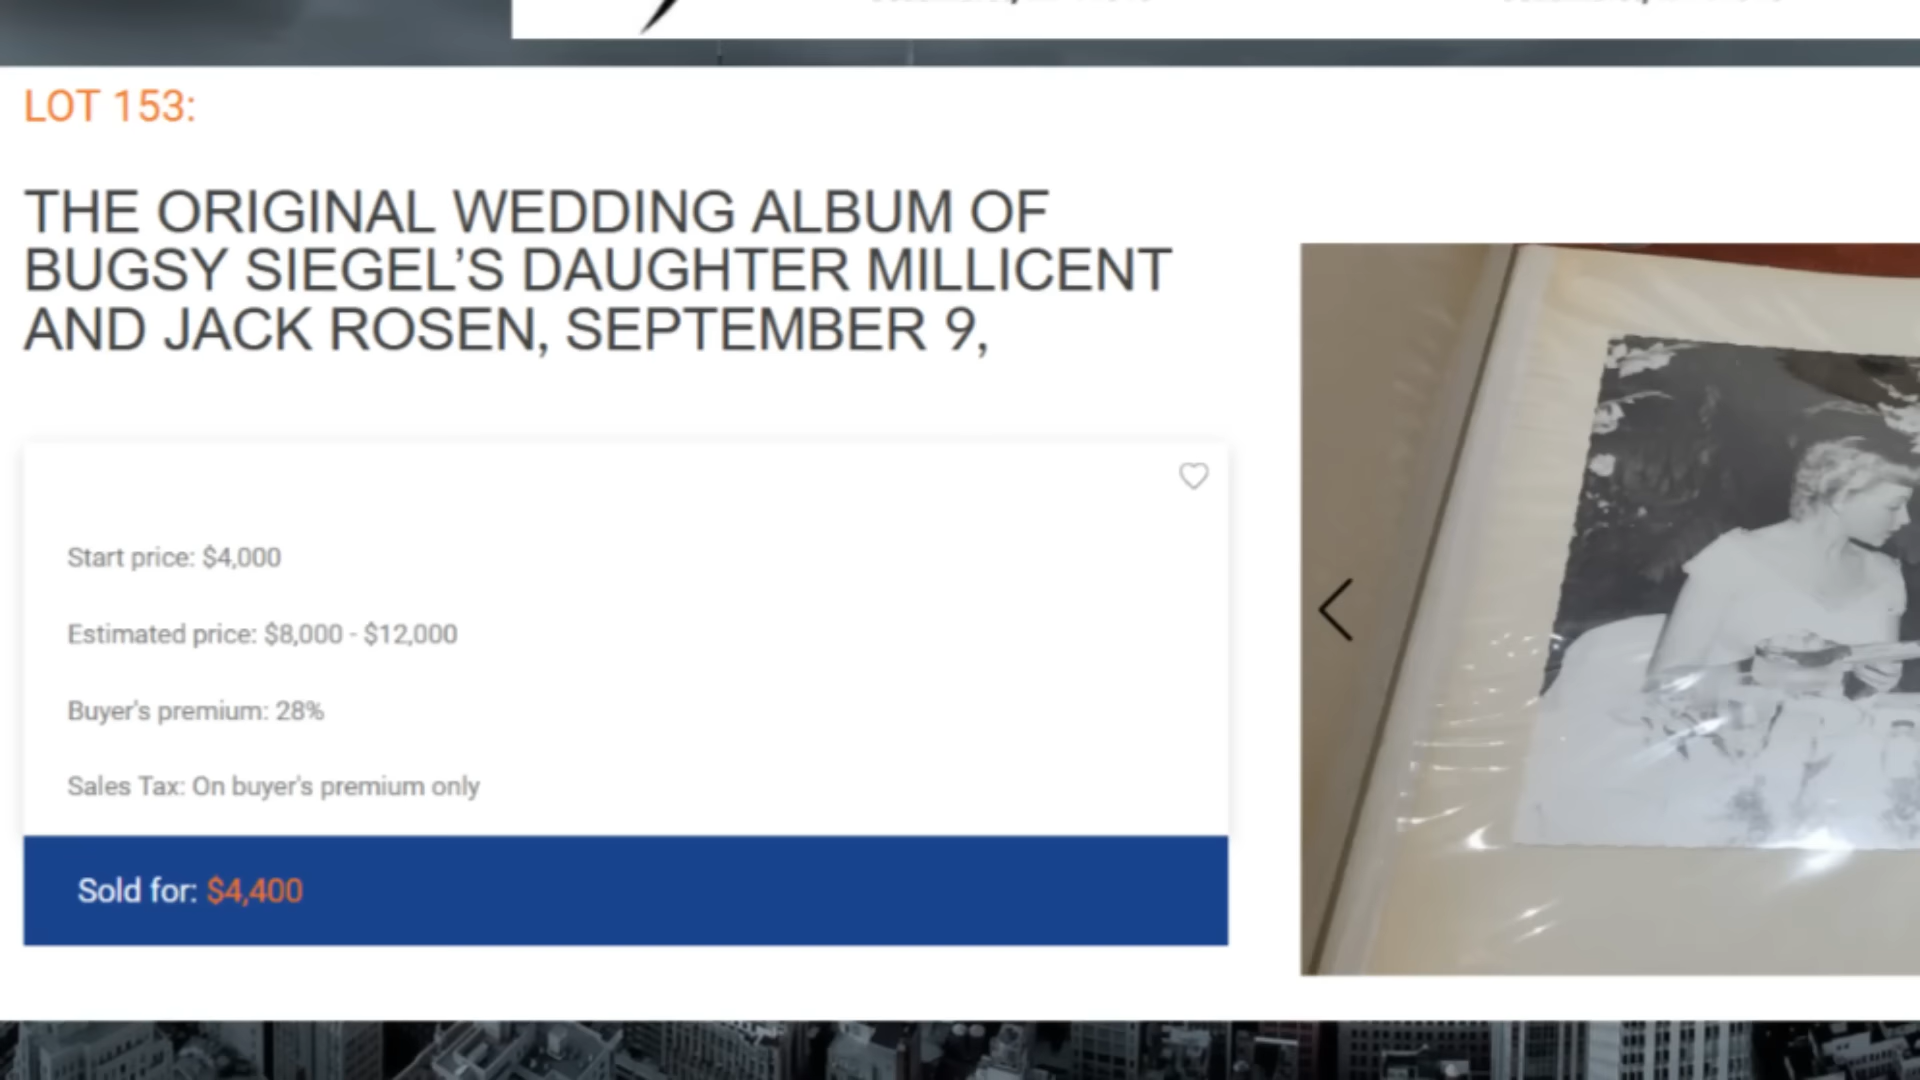 LOT 153:
THE ORIGINAL WEDDING ALBUM OF
BUGSY SIEGEL’S DAUGHTER MILLICENT
AND JACK ROSEN, SEPTEMBER 9,
Start price: $4,000
Estimated price: $8,000 - $12,000
Buyer's premium: 28%
Sales Tax: On buyer's premium only
Sold for: $4,400